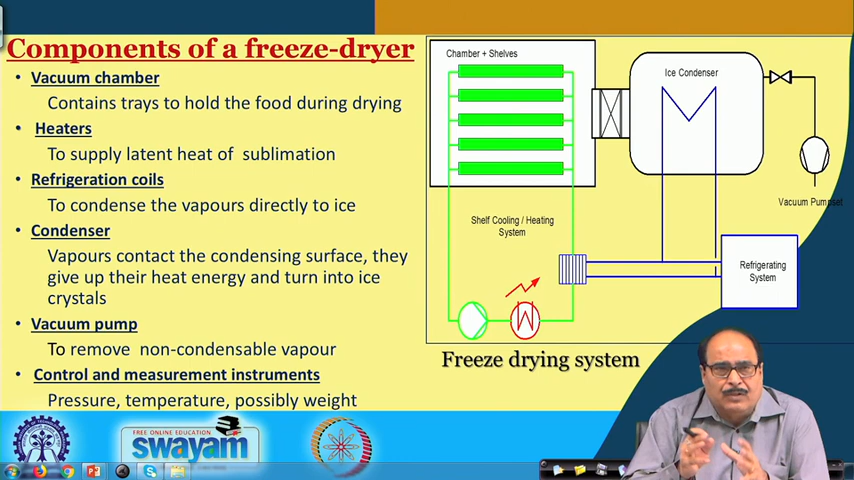 Components of a freeze-dryer
• Vacuum chamber
Contains trays to hold the food during drying
• Heaters
To supply latent heat of sublimation
• Refrigeration coils
To condense the vapours directly to ice
• Condenser
Vapours contact the condensing surface, they
give up their heat energy and turn into ice
crystals
• Vacuum pump
To remove non-condensable vapour
• Control and measurement instruments
Pressure, temperature, possibly weight
Chamber + Shelves
Ice Condenser
Vacuum Pumpset
Shelf Cooling / Heating
System
Refrigerating
System
Freeze drying system
FREE ONLINE EDUCATION
swayam